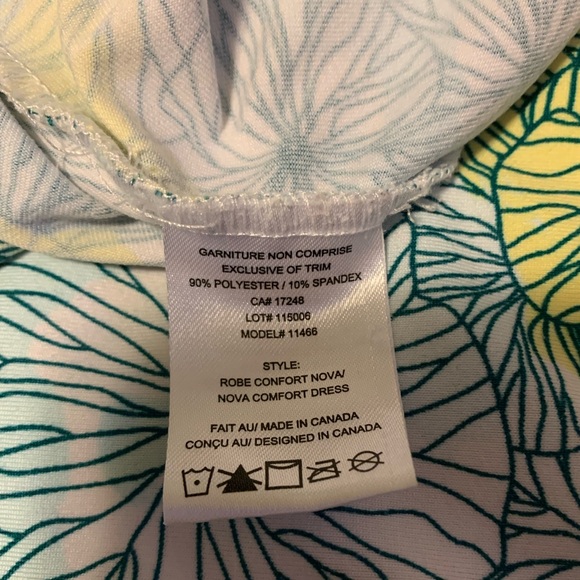 GARNITURE NON COMPRISE
EXCLUSIVE OF TRIM
90% POLYESTER / 10% SPANDEX
CA# 17248
LOT# 115006
MODEL# 11466
STYLE:
ROBE CONFORT NOVA/
NOVA COMFORT DRESS
FAIT AU/ MADE IN CANADA
CONÇU AU/ DESIGNED IN CANADA